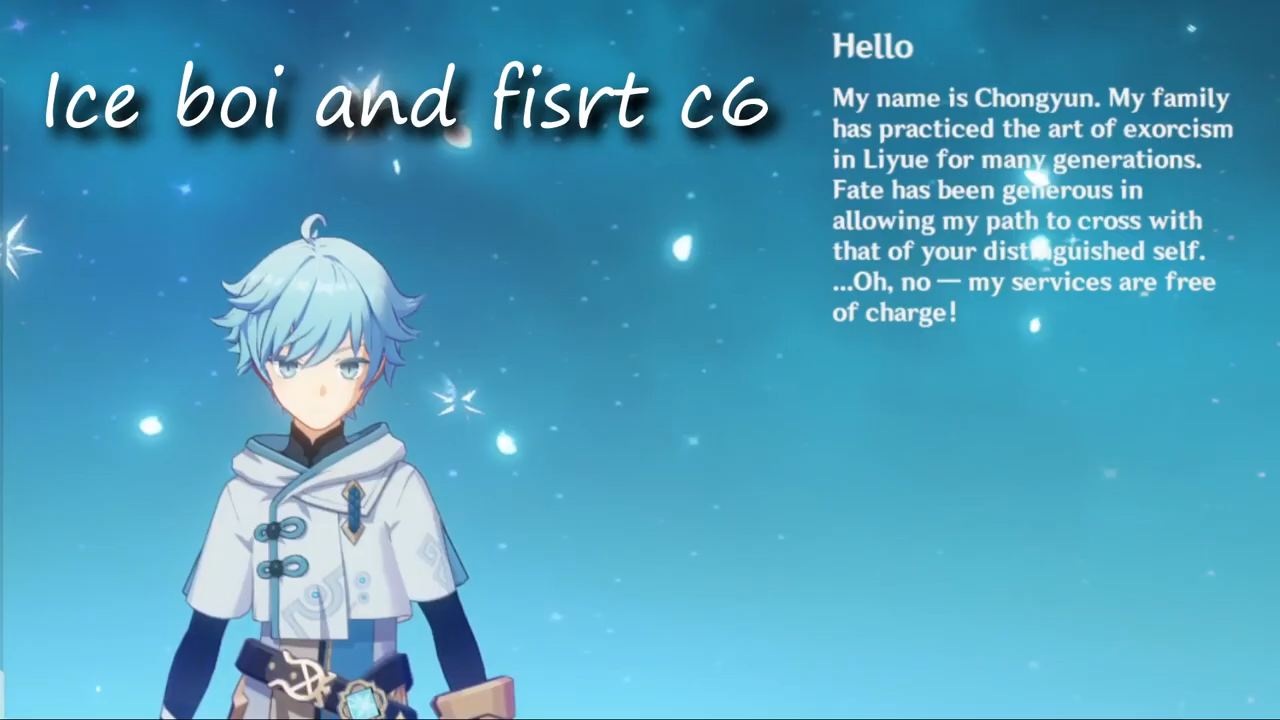 Ice boi and fisrt c6
Hello
My name is Chongyun. My family
has practiced the art of exorcism
in Liyue for many generations.
Fate has been generous in
allowing my path to cross with
that of your distinguished self.
...Oh, no — my services are free
of charge!